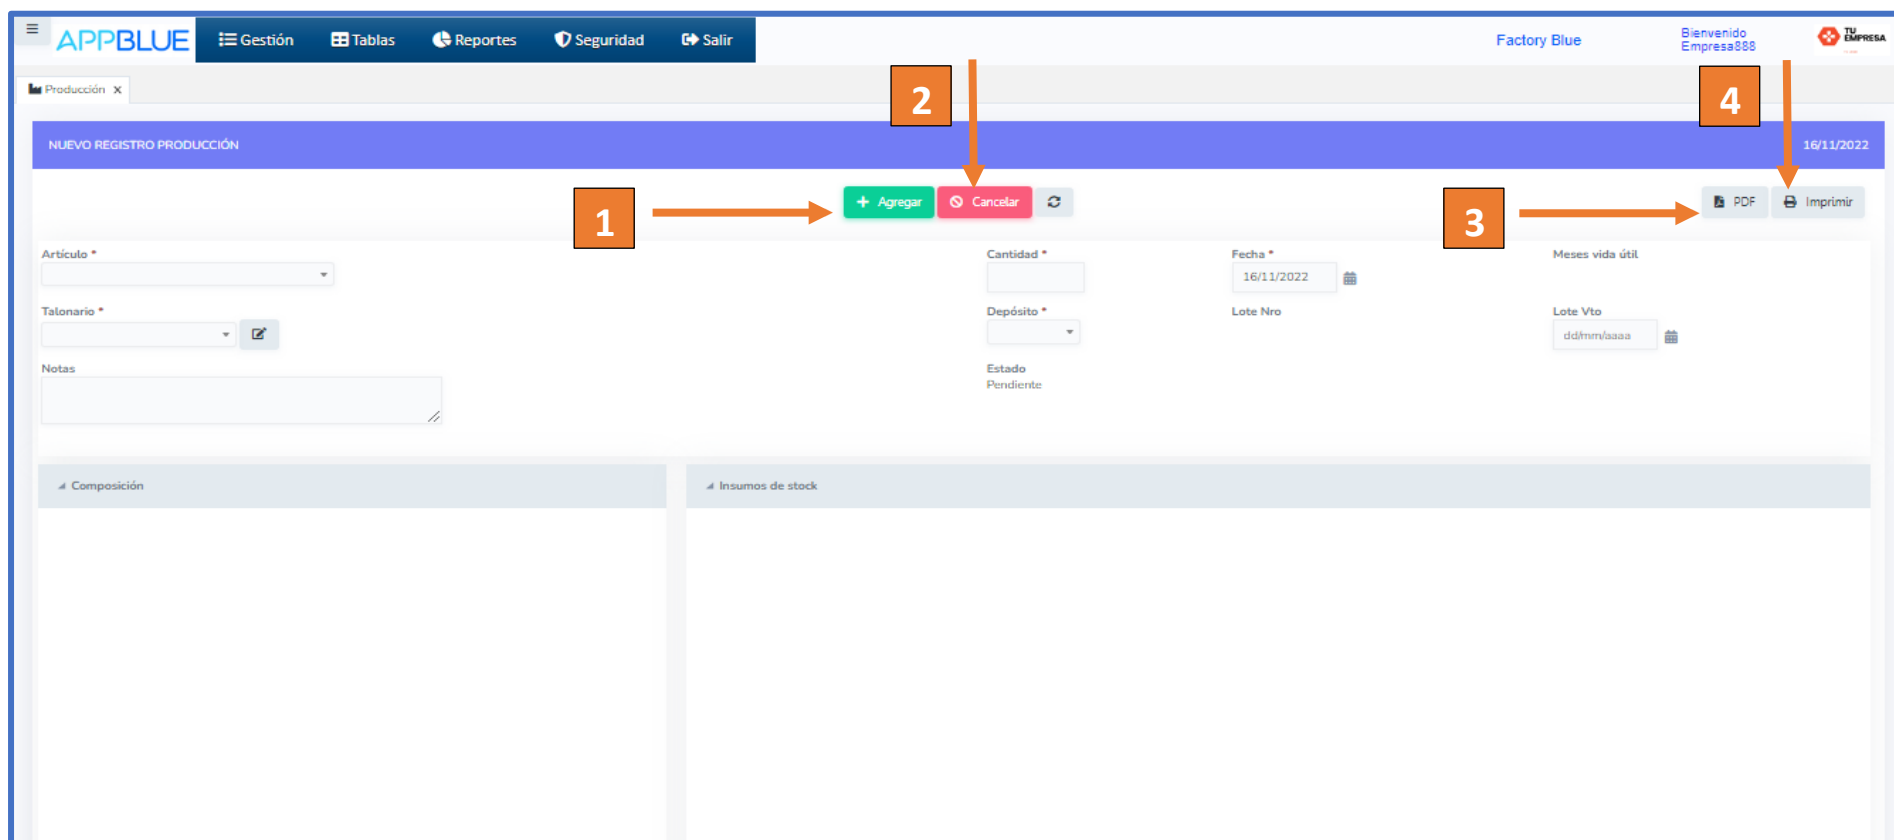 APPBLUE Gestión Tablas Reportes Seguridad Salir Factory Blue Bienvenido Empresa888 TU EMPRESA
Producción x
2 4
NUEVO REGISTRO PRODUCCIÓN 16/11/2022
1 Agregar Cancelar 3 PDF Imprimir
Artículo * Cantidad * Fecha * Meses vida útil
16/11/2022
Talonario * Depósito * Lote Nro Lote Vto
dd/mm/aaaa
Notas Estado
Pendiente
Composición Insumos de stock